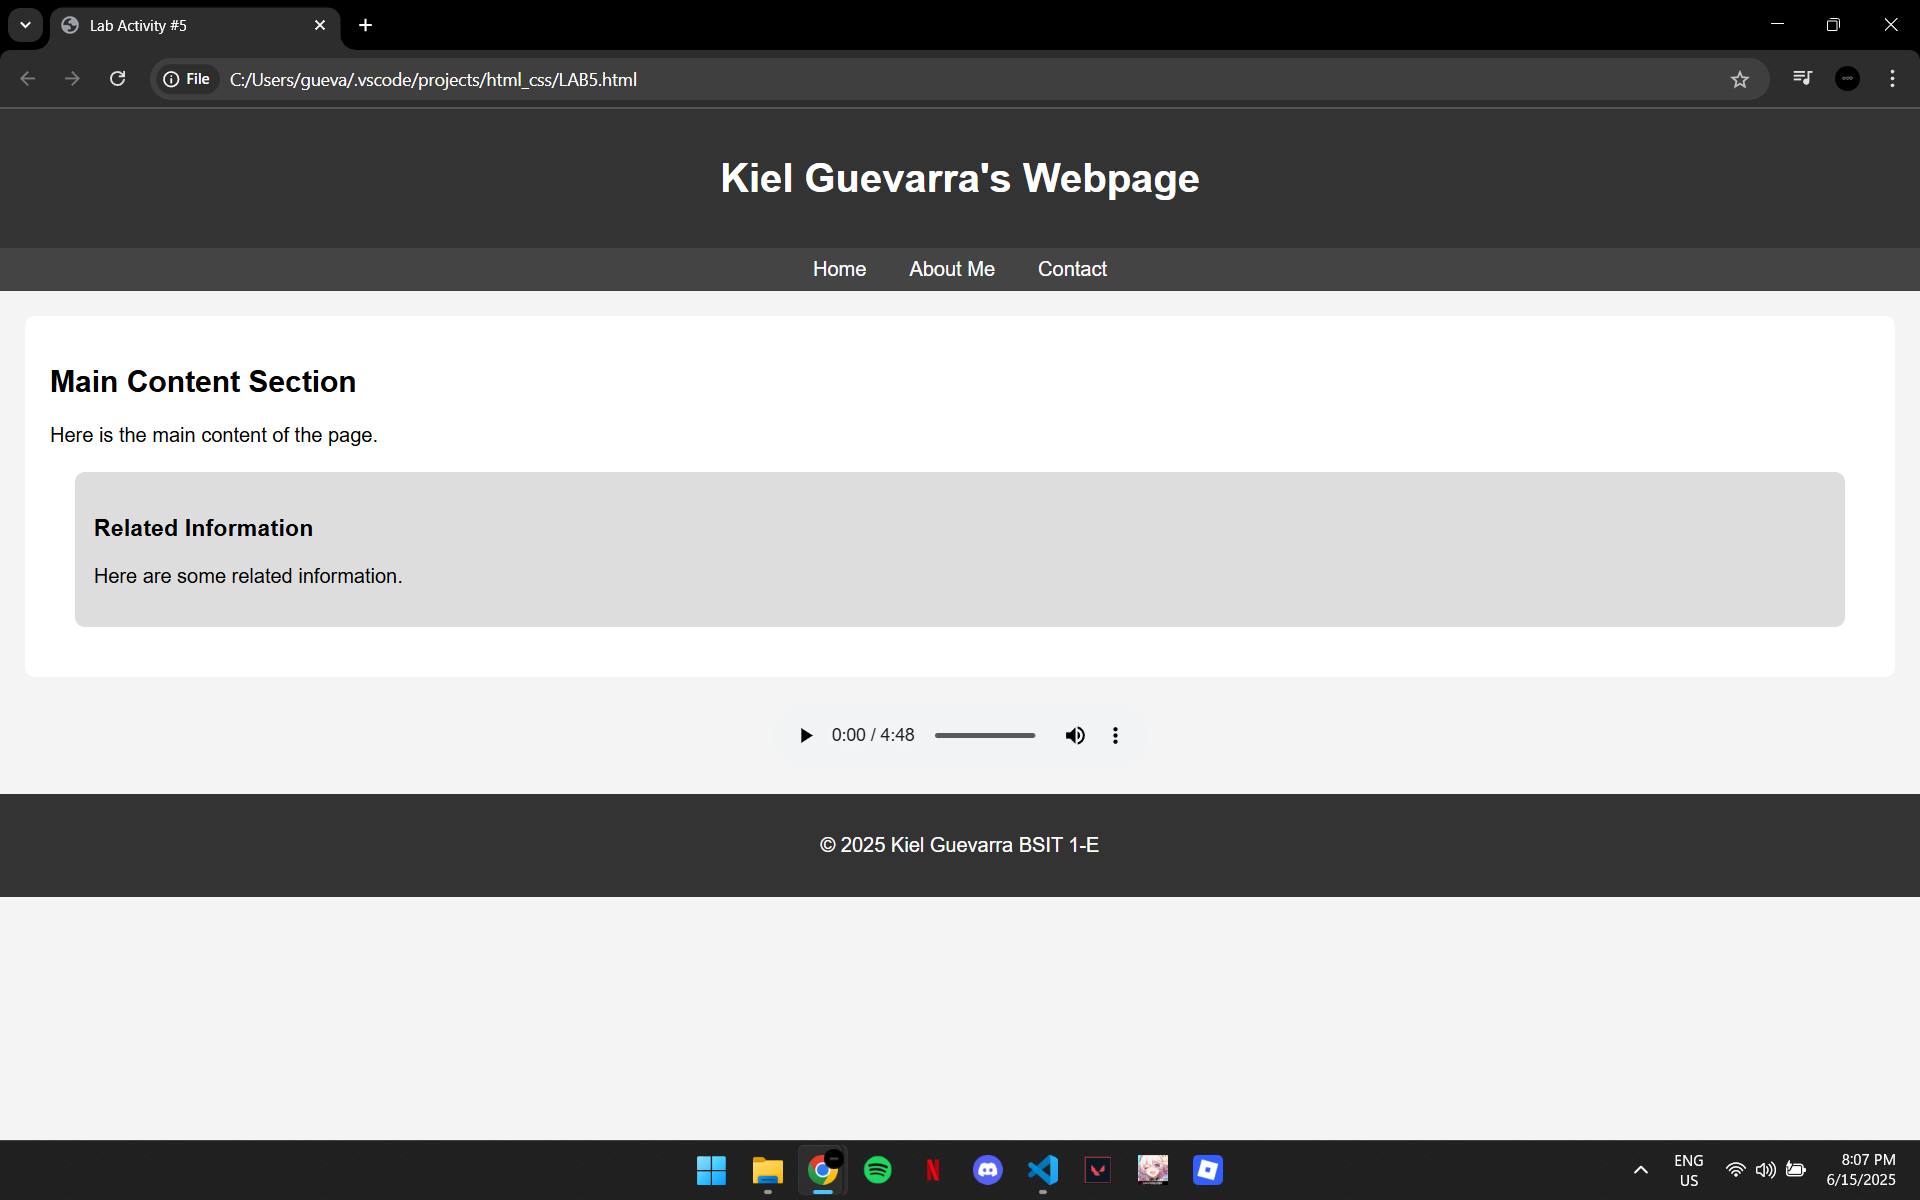 Lab Activity #5
File
C:/Users/gueva/.vscode/projects/html_css/LAB5.html
Kiel Guevarra's Webpage
Home About Me Contact
Main Content Section
Here is the main content of the page.
Related Information
Here are some related information.
0:00 / 4:48
© 2025 Kiel Guevarra BSIT 1-E
ENG
US
8:07 PM
6/15/2025